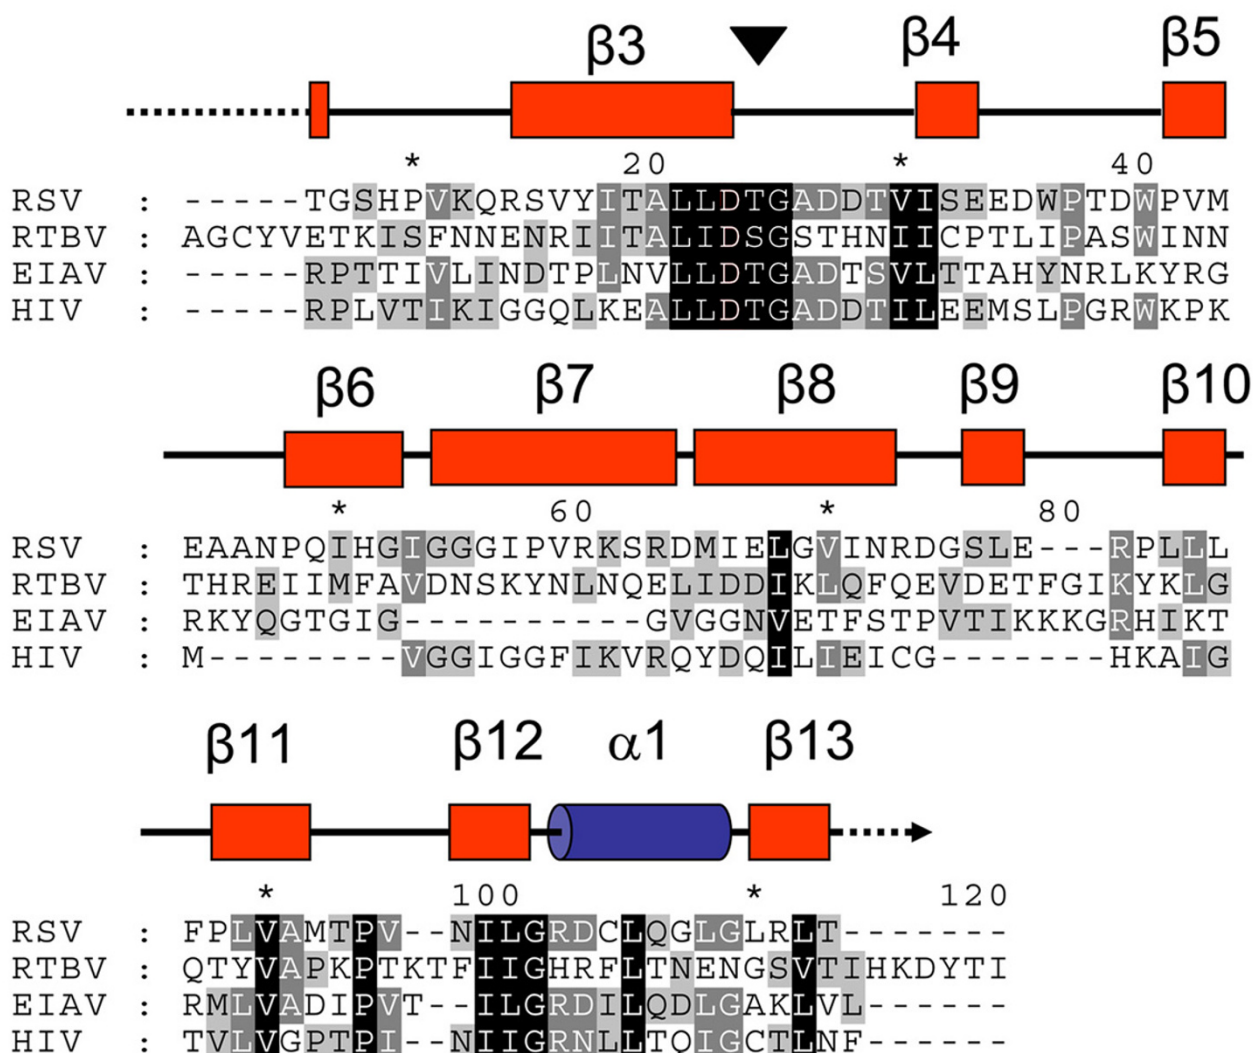 β3 β4 β5
* 20 * 40
RSV : -----TGSHPVKQRSVYITALLDTGADDTVISEEDWPTDWPVM
RTBV : AGCYVETKISFNNENRIITALIDSGSTHNIICPTLIPASWINN
EIAV : -----RPTTIVLINDTPLNVLLDTGADTSVLTTAHYNRLKYRG
HIV : -----RPLVTIKIGGQLKEALLDTGADDTILEEMSLPGRWKPK
β6 β7 β8 β9 β10
* 60 * 80
RSV : EAANPQIHGIGGGIPVRKSRDMIELGVINRDGSLE---RPLLL
RTBV : THREIIMFAVDNSKYNLNQELIDDIKLQFQEVDETFGIKYKLG
EIAV : RKYQGTGIG----------GVGGNVETFSTPVTIKKKGRHIKT
HIV : M--------VGGIGGFIKVRQYDQILIEICG-------HKAIG
β11 β12 α1 β13
* 100 * 120
RSV : FPLVAMTPV--NILGRDCLQGLGLRLT-------
RTBV : QTYVAPKPTKTFIIGHRFLTNENGSVTIHKDYTI
EIAV : RMLVADIPVT--ILGRDILQDLGAKLVL------
HIV : TVLVGPTPI--NIIGRNLLTQIGCTLNF------